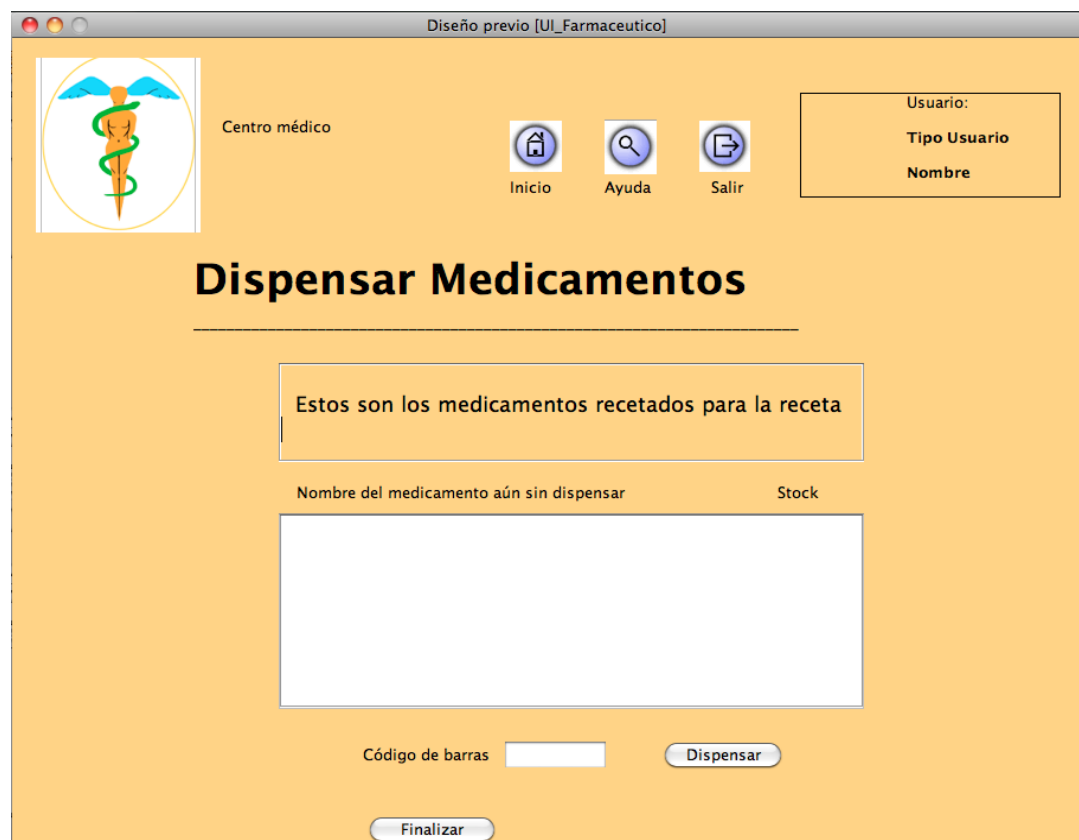 Diseño previo [UI_Farmaceutico]
Centro médico
Inicio
Ayuda
Salir
Usuario:
Tipo Usuario
Nombre
Dispensar Medicamentos
Estos son los medicamentos recetados para la receta
Nombre del medicamento aún sin dispensar
Stock
Código de barras
Dispensar
Finalizar